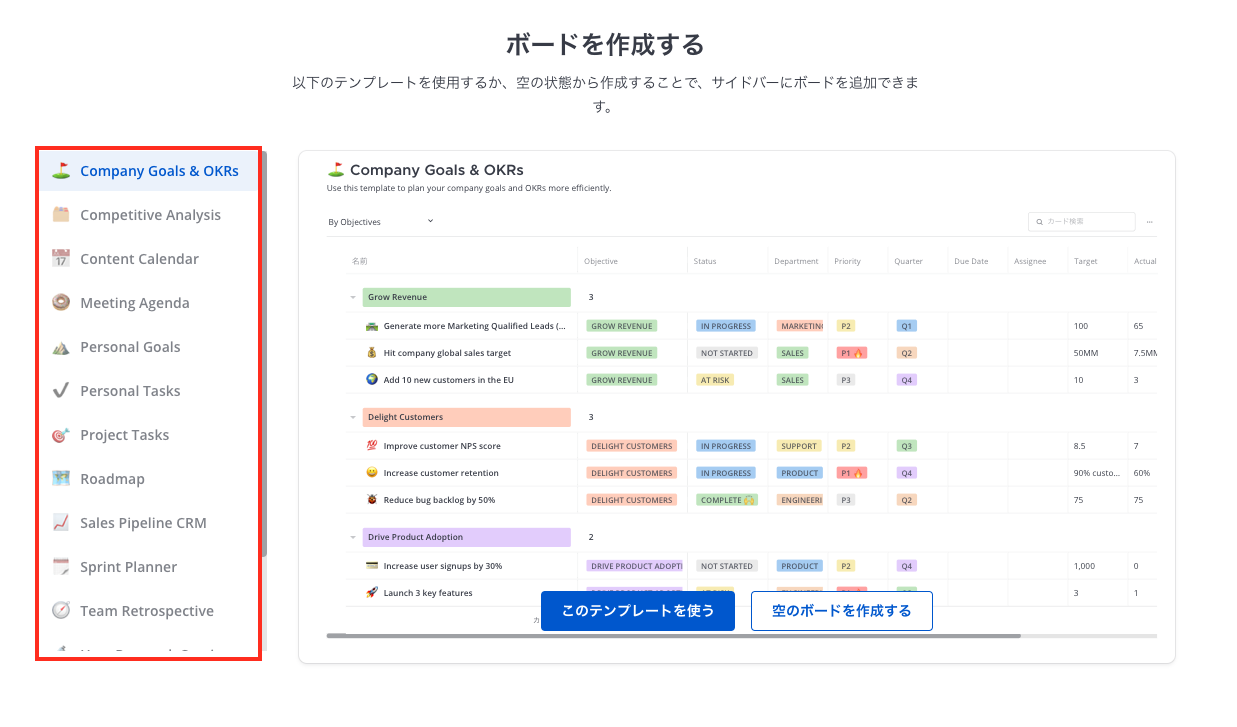 ボードを作成する
以下のテンプレートを使用するか、空の状態から作成することで、サイドバーにボードを追加できま
す。
Company Goals & OKRs
Competitive Analysis
Content Calendar
Meeting Agenda
Personal Goals
Personal Tasks
Project Tasks
Roadmap
Sales Pipeline CRM
Sprint Planner
Team Retrospective
Company Goals & OKRs
Use this template to plan your company goals and OKRs more efficiently.
By Objectives カード検索
名前 Objective Status Department Priority Quarter Due Date Assignee Target Actual
Grow Revenue 3
Generate more Marketing Qualified Leads (... GROW REVENUE IN PROGRESS MARKETING P2 Q1 100 65
Hit company global sales target GROW REVENUE NOT STARTED SALES P1 Q2 50MM 7.5MM
Add 10 new customers in the EU GROW REVENUE AT RISK SALES P3 Q4 10 3
Delight Customers 3
Improve customer NPS score DELIGHT CUSTOMERS IN PROGRESS SUPPORT P2 Q3 8.5 7
Increase customer retention DELIGHT CUSTOMERS IN PROGRESS PRODUCT P1 Q4 90% custo... 60%
Reduce bug backlog by 50% DELIGHT CUSTOMERS COMPLETE ENGINEERI P3 Q2 75 75
Drive Product Adoption 2
Increase user signups by 30% DRIVE PRODUCT ADOPTI NOT STARTED PRODUCT P2 Q4 1,000 0
Launch 3 key features 3 1
このテンプレートを使う 空のボードを作成する